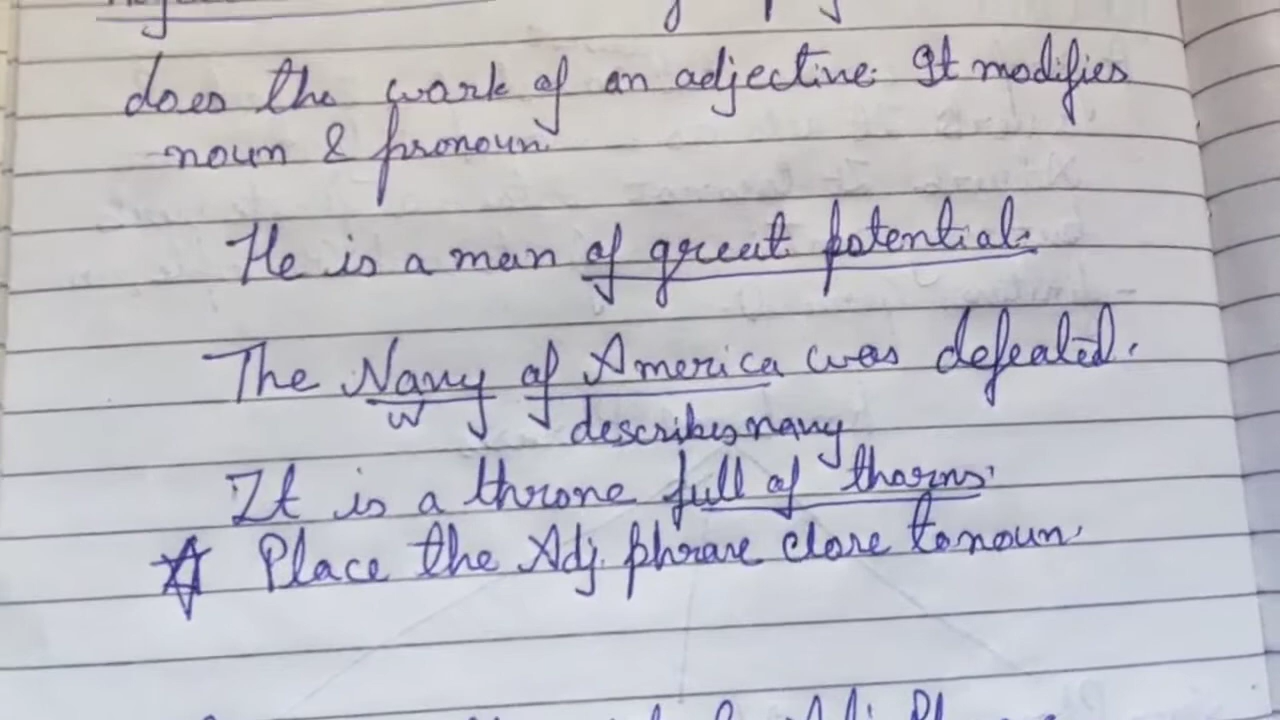 does the work of an adjective. It modifies
noun & pronoun.
He is a man of great potential.
The Navy of America was defeated.
describes navy
It is a throne full of thorns.
☆ Place the Adj. phrase close to noun.